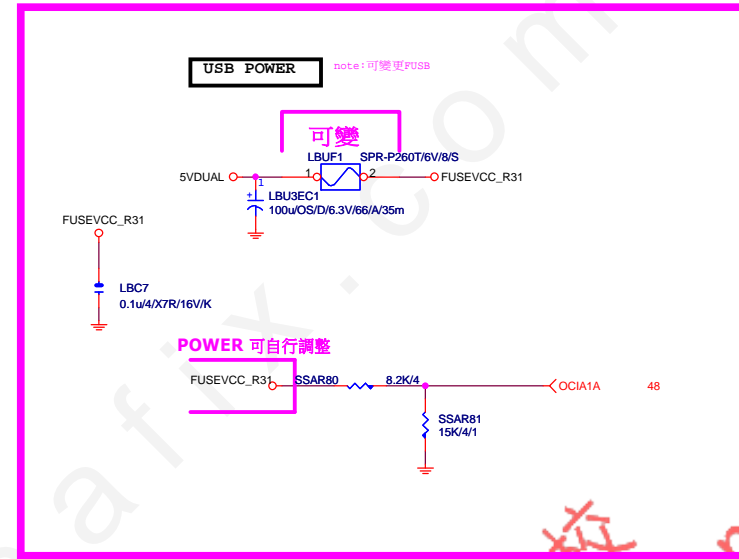 USB POWER
note:可變更FUSB
可變
LBUF1 SPR-P260T/6V/8/S
5VDUAL 1 2 FUSEVCC_R31
1
+ LBU3EC1
100u/OS/D/6.3V/66/A/35m
FUSEVCC_R31
LBC7
0.1u/4/X7R/16V/K
POWER 可自行調整
FUSEVCC_R31 SSAR80 8.2K/4 OCIA1A 48
SSAR81
15K/4/1